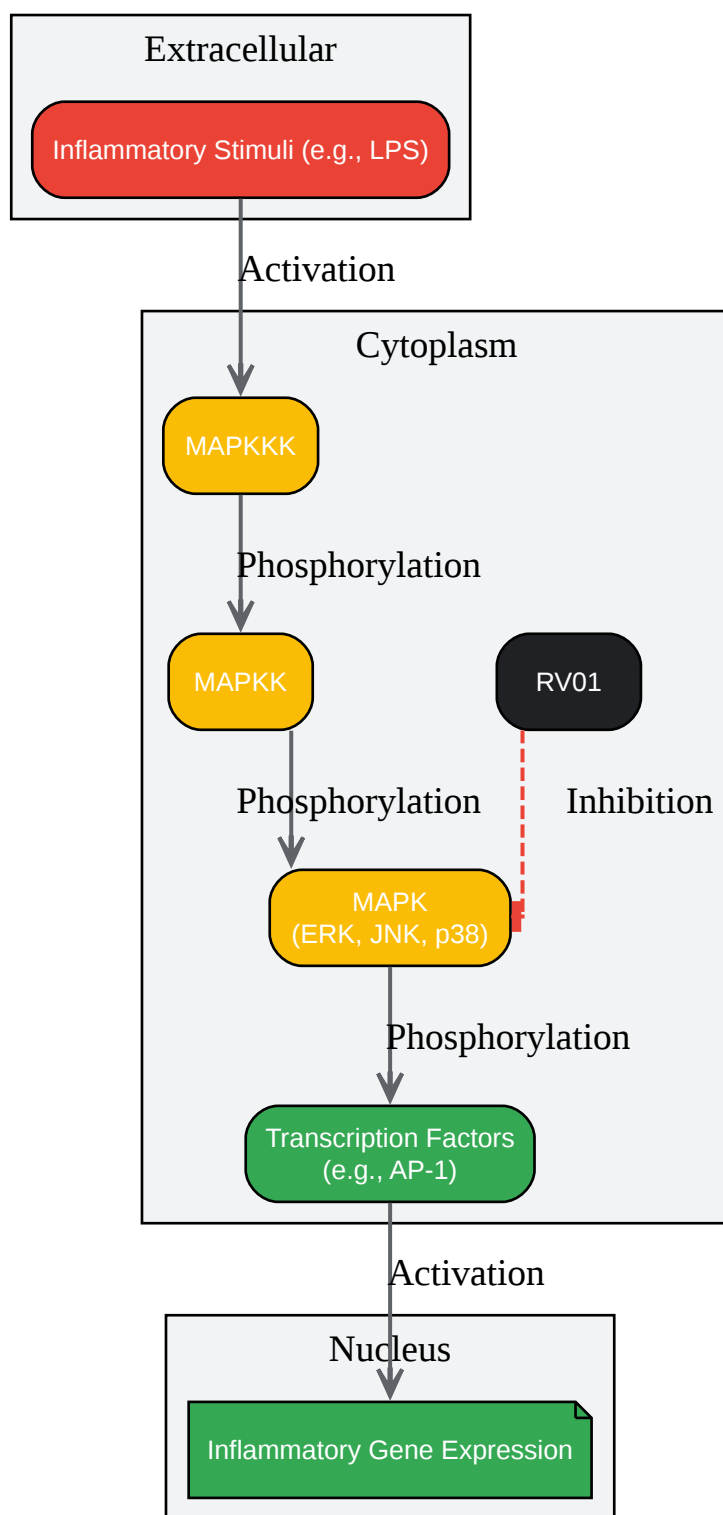 Extracellular
Inflammatory Stimuli (e.g., LPS)
Activation
Cytoplasm
MAPKKK
Phosphorylation
MAPKK
RV01
Phosphorylation
Inhibition
MAPK
(ERK, JNK, p38)
Phosphorylation
Transcription Factors
(e.g., AP-1)
Activation
Nucleus
Inflammatory Gene Expression